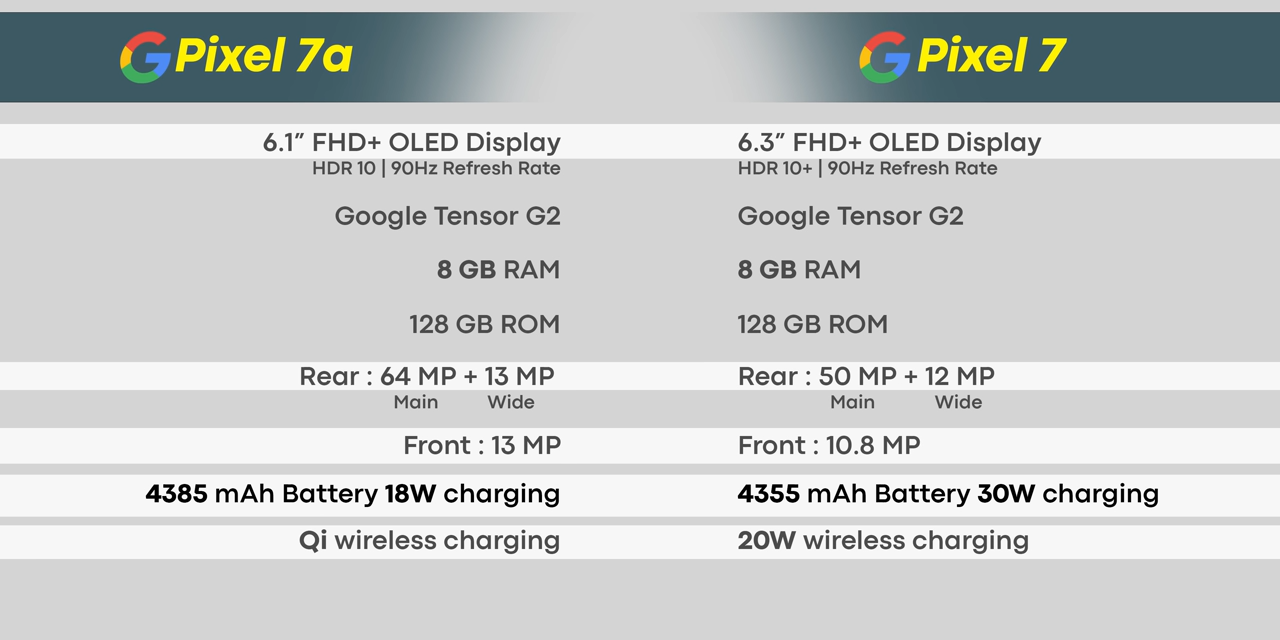 Pixel 7a
Pixel 7
6.1” FHD+ OLED Display
HDR 10 | 90Hz Refresh Rate
Google Tensor G2
8 GB RAM
128 GB ROM
Rear : 64 MP + 13 MP
Main Wide
Front : 13 MP
4385 mAh Battery 18W charging
Qi wireless charging
6.3” FHD+ OLED Display
HDR 10+ | 90Hz Refresh Rate
Google Tensor G2
8 GB RAM
128 GB ROM
Rear : 50 MP + 12 MP
Main Wide
Front : 10.8 MP
4355 mAh Battery 30W charging
20W wireless charging